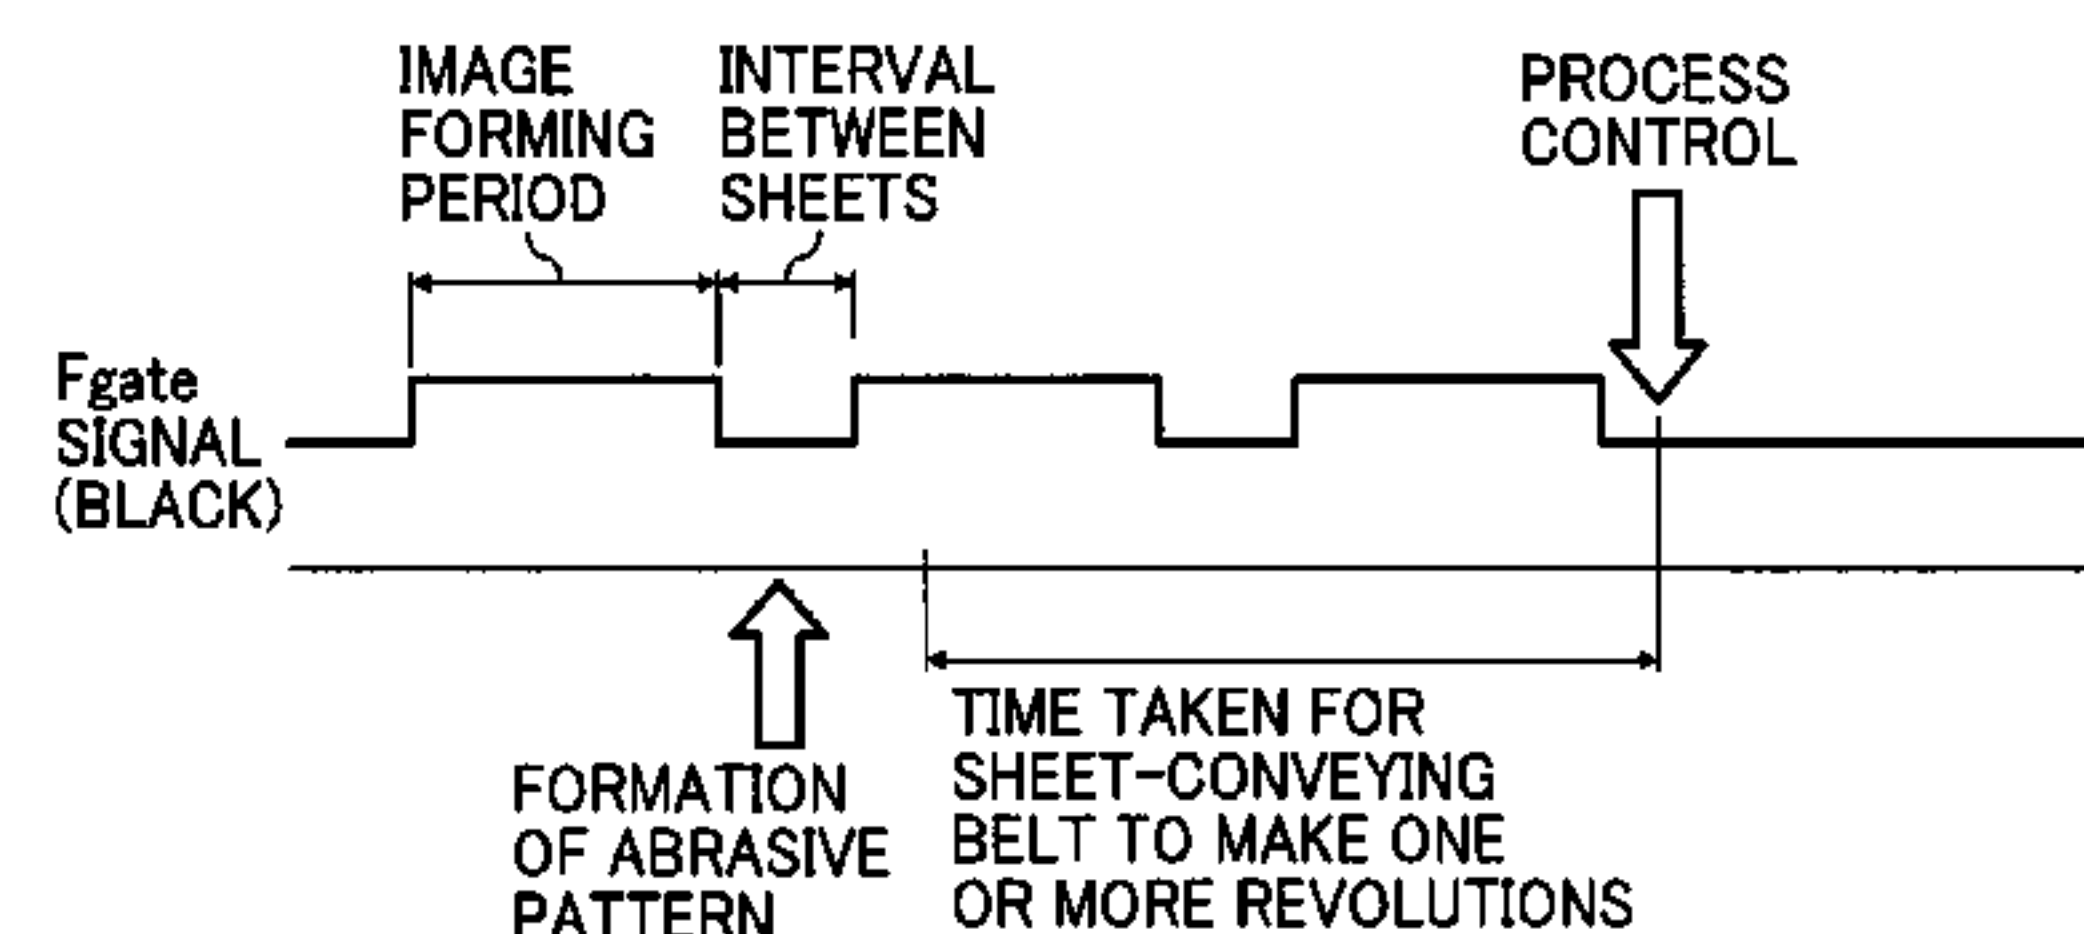 IMAGE
FORMING
PERIOD
INTERVAL
BETWEEN
SHEETS
PROCESS
CONTROL
Fgate
SIGNAL
(BLACK)
FORMATION
OF ABRASIVE
PATTERN
TIME TAKEN FOR
SHEET-CONVEYING
BELT TO MAKE ONE
OR MORE REVOLUTIONS